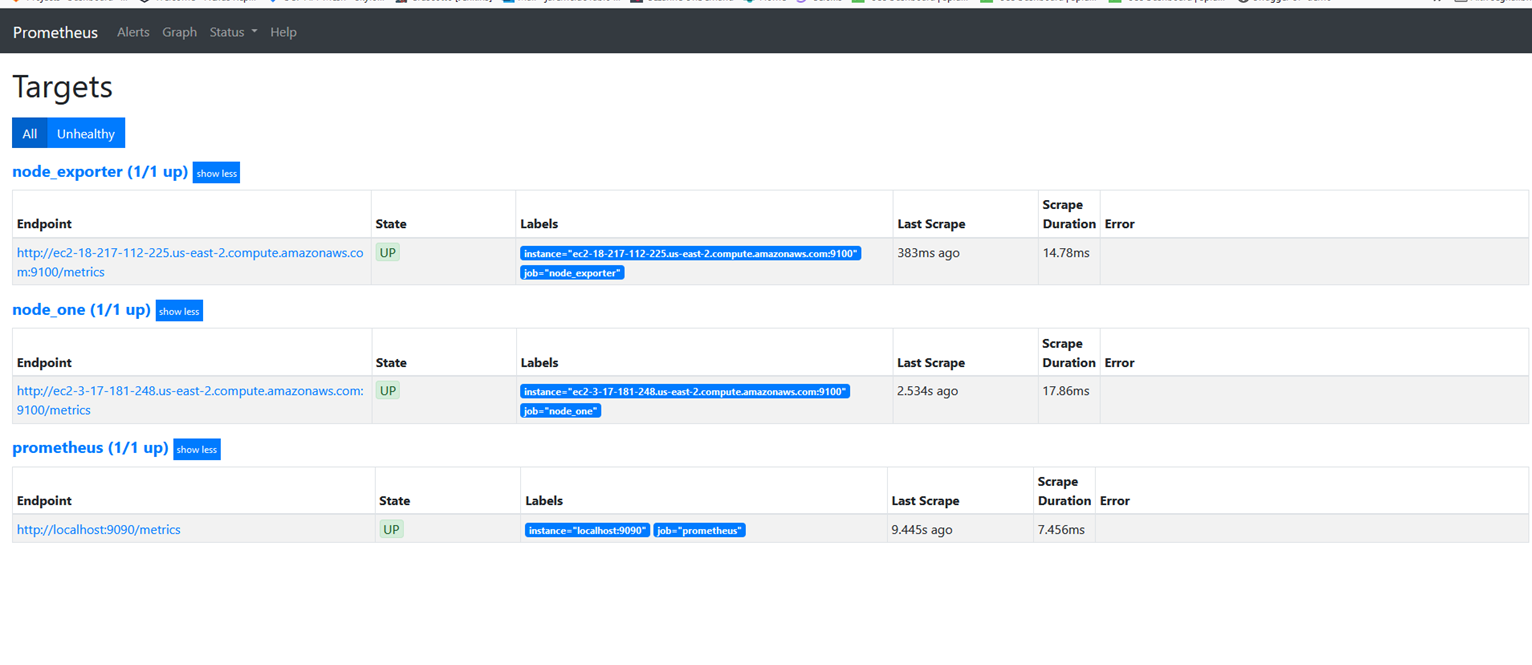 Prometheus Alerts Graph Status Help
Targets
All Unhealthy
node_exporter (1/1 up) show less
Endpoint State Labels Last Scrape Scrape Duration Error
http://ec2-18-217-112-225.us-east-2.compute.amazonaws.co
m:9100/metrics
UP
instance="ec2-18-217-112-225.us-east-2.compute.amazonaws.com:9100"
job="node_exporter"
383ms ago
14.78ms
node_one (1/1 up) show less
Endpoint State Labels Last Scrape Scrape Duration Error
http://ec2-3-17-181-248.us-east-2.compute.amazonaws.com:
9100/metrics
UP
instance="ec2-3-17-181-248.us-east-2.compute.amazonaws.com:9100"
job="node_one"
2.534s ago
17.86ms
prometheus (1/1 up) show less
Endpoint State Labels Last Scrape Scrape Duration Error
http://localhost:9090/metrics UP instance="localhost:9090" job="prometheus" 9.445s ago 7.456ms